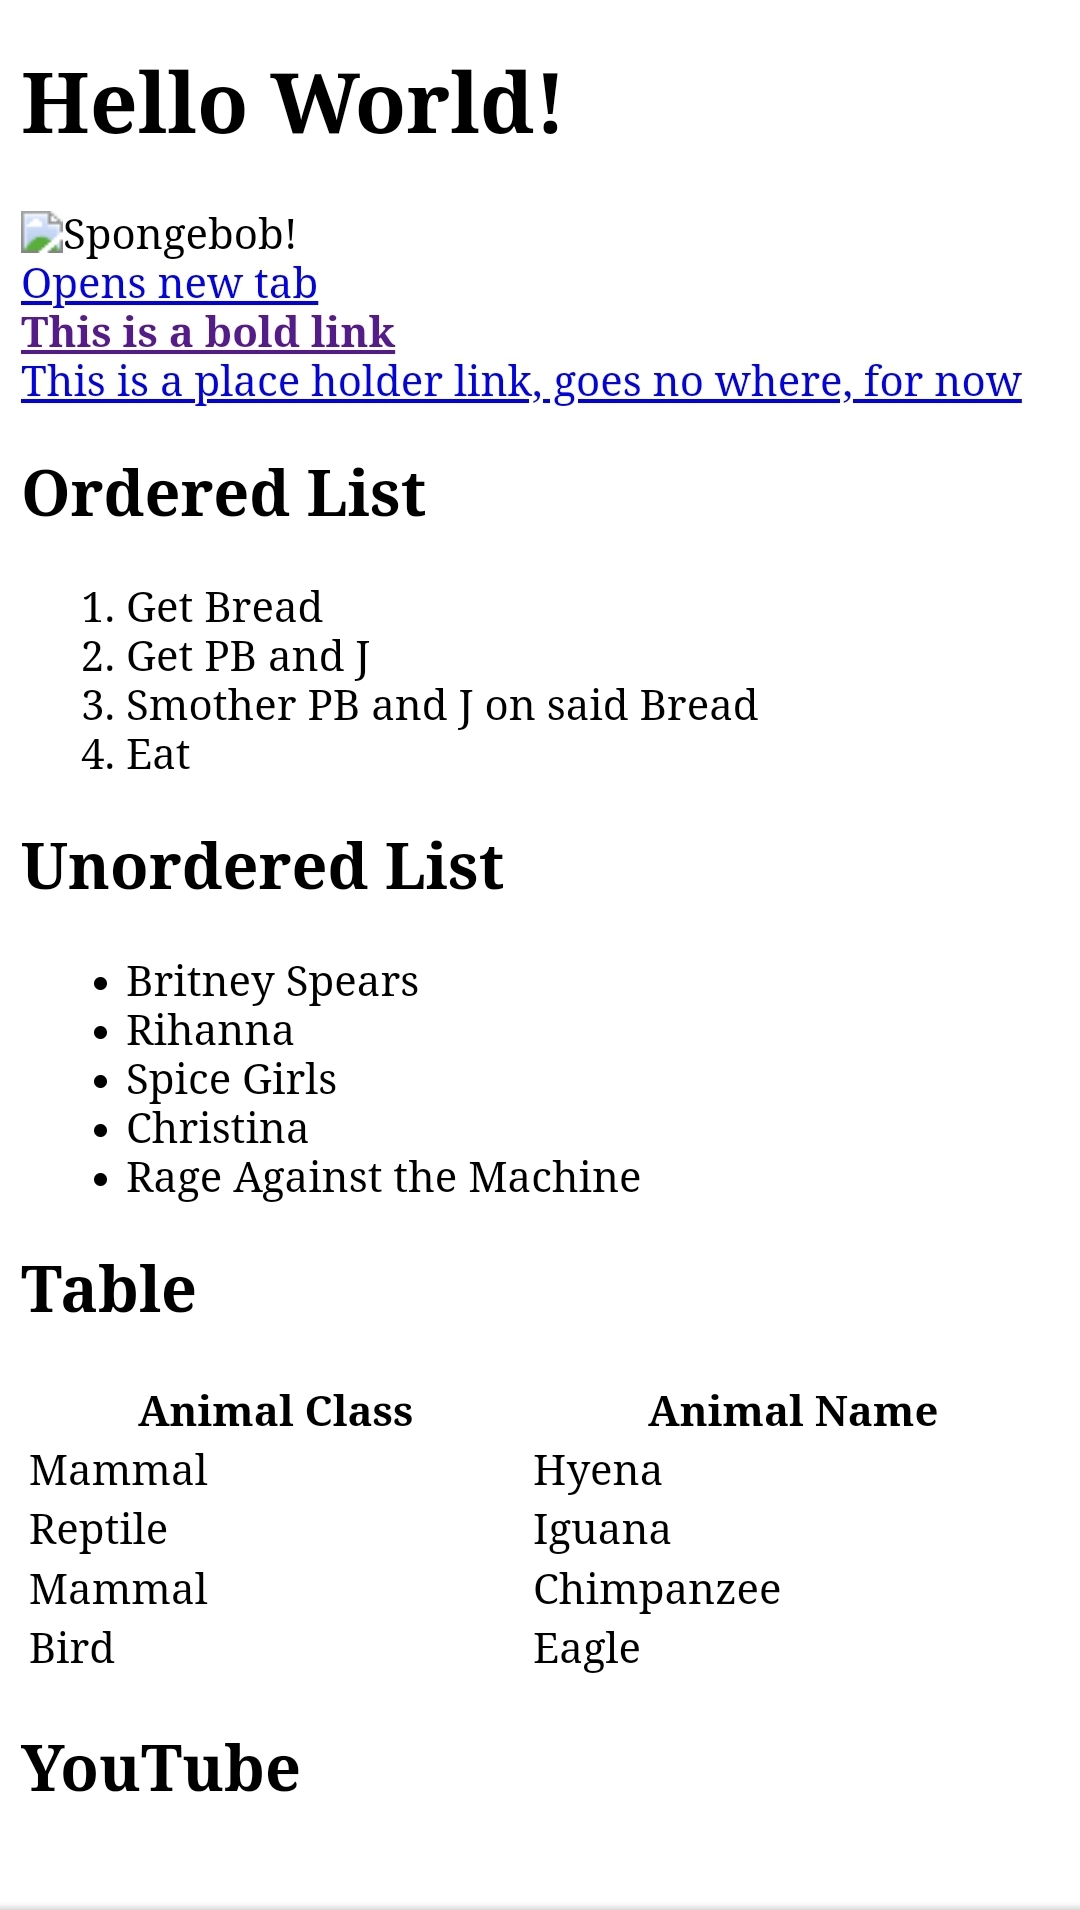 Hello World!
Spongebob!
Opens new tab
This is a bold link
This is a place holder link, goes no where, for now
Ordered List
1. Get Bread
2. Get PB and J
3. Smother PB and J on said Bread
4. Eat
Unordered List
• Britney Spears
• Rihanna
• Spice Girls
• Christina
• Rage Against the Machine
Table
Animal Class Animal Name
Mammal Hyena
Reptile Iguana
Mammal Chimpanzee
Bird Eagle
YouTube